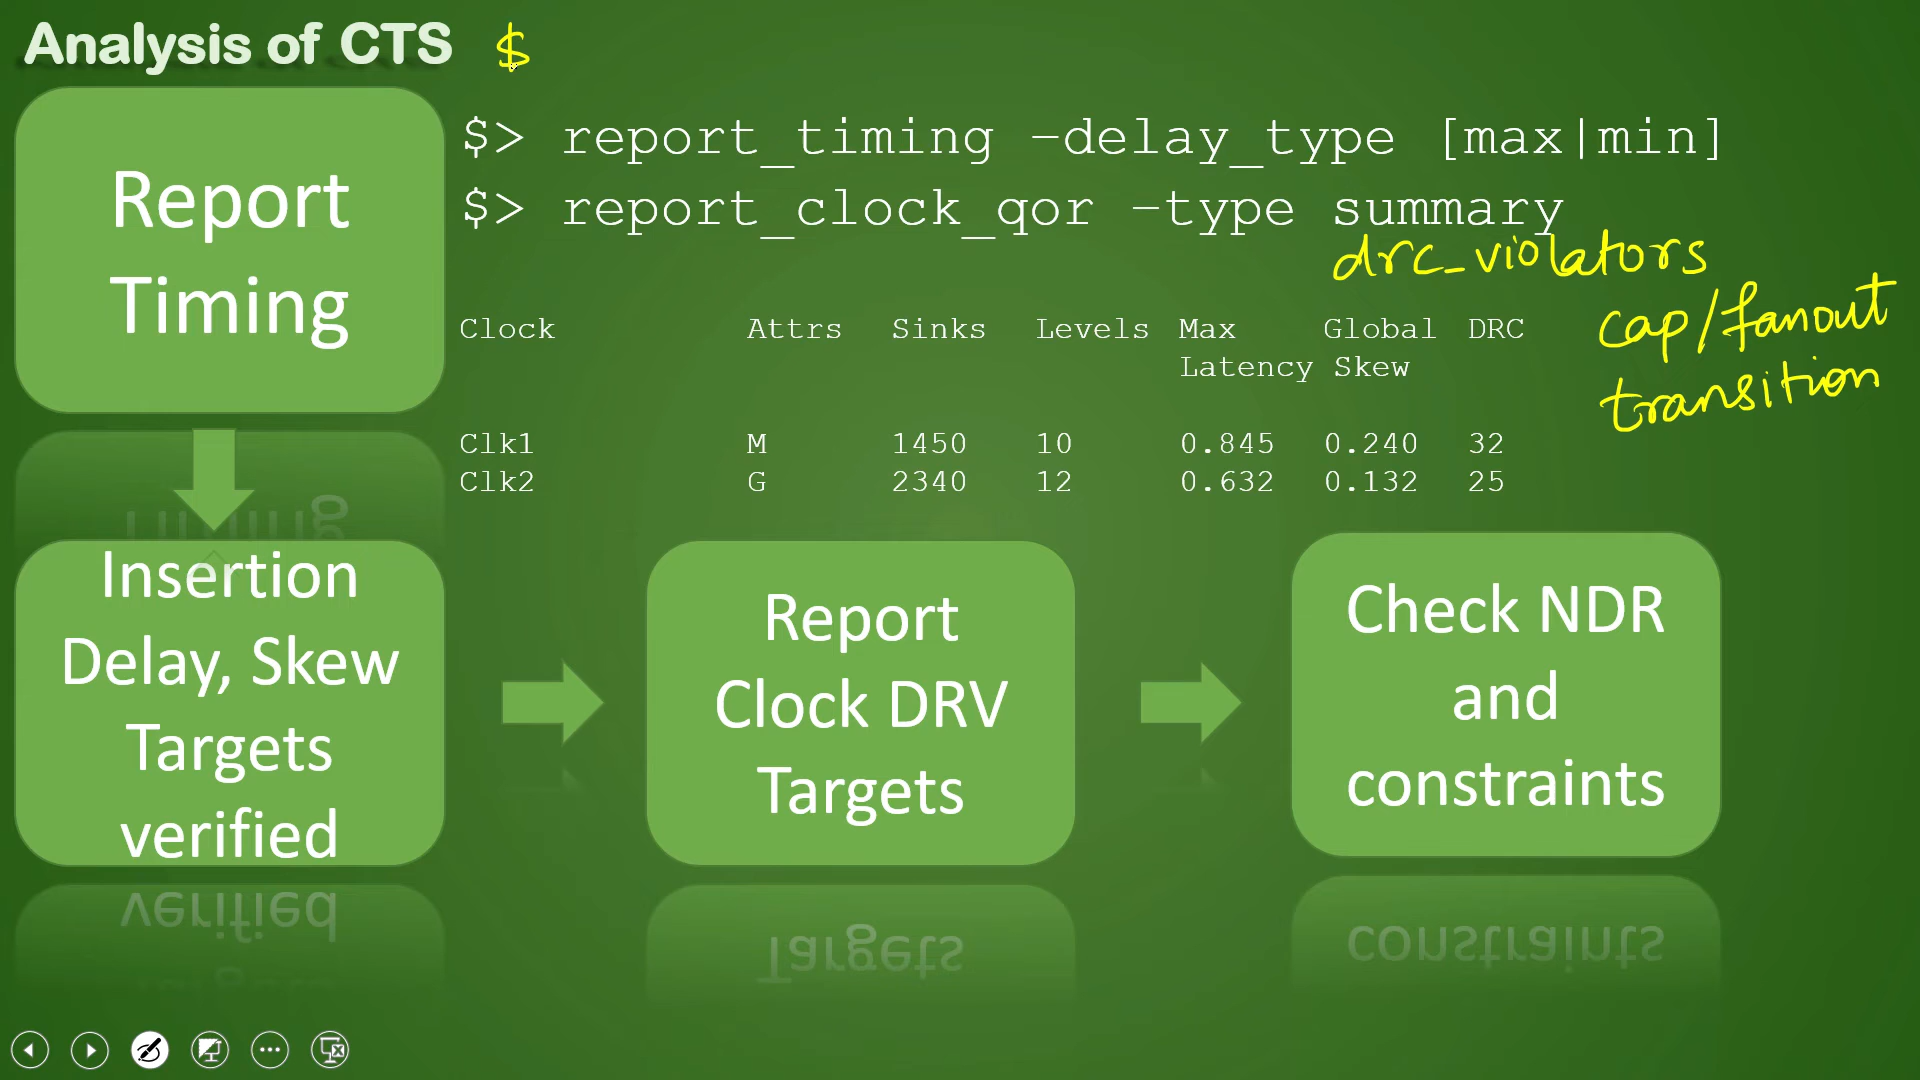 Analysis of CTS $
Report
Timing
$> report_timing –delay_type [max|min]
$> report_clock_qor –type summary
drc_violators
cap/fanout
transition
Clock Attrs Sinks Levels Max Global DRC
Latency Skew
Clk1 M 1450 10 0.845 0.240 32
Clk2 G 2340 12 0.632 0.132 25
Insertion
Delay, Skew
Targets
verified
Report
Clock DRV
Targets
Check NDR
and
constraints